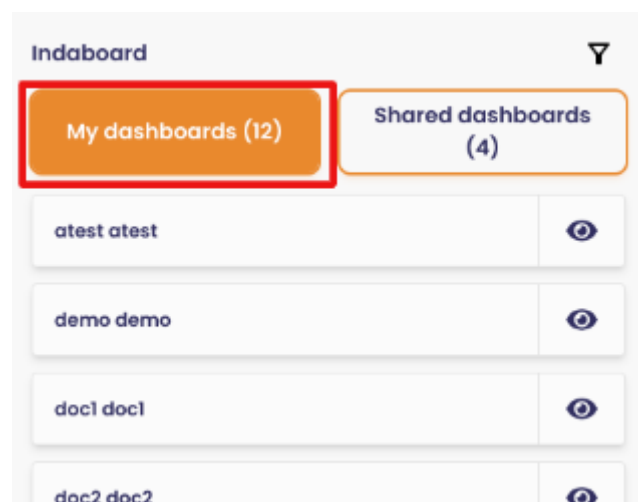 Indaboard
My dashboards (12)
Shared dashboards
(4)
atest atest
demo demo
doc1 doc1
doc2 doc2